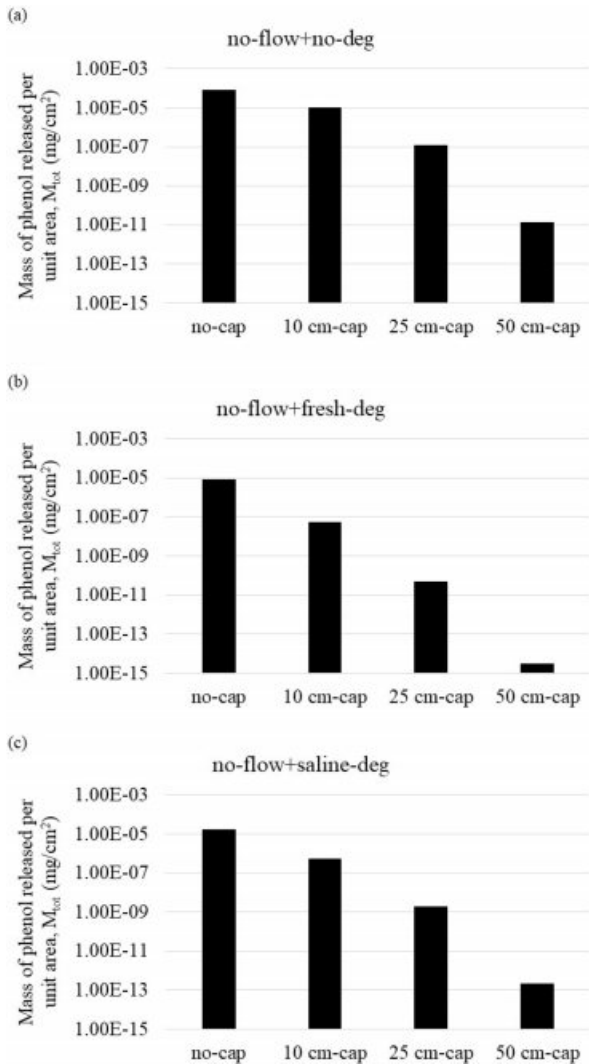 (a)
no-flow+no-deg
Mass of phenol released per
unit area, Mtot (mg/cm²)
1.00E-03
1.00E-05
1.00E-07
1.00E-09
1.00E-11
1.00E-13
1.00E-15
no-cap 10 cm-cap 25 cm-cap 50 cm-cap
(b)
no-flow+fresh-deg
Mass of phenol released per
unit area, Mtot (mg/cm²)
1.00E-03
1.00E-05
1.00E-07
1.00E-09
1.00E-11
1.00E-13
1.00E-15
no-cap 10 cm-cap 25 cm-cap 50 cm-cap
(c)
no-flow+saline-deg
Mass of phenol released per
unit area, Mtot (mg/cm²)
1.00E-03
1.00E-05
1.00E-07
1.00E-09
1.00E-11
1.00E-13
1.00E-15
no-cap 10 cm-cap 25 cm-cap 50 cm-cap